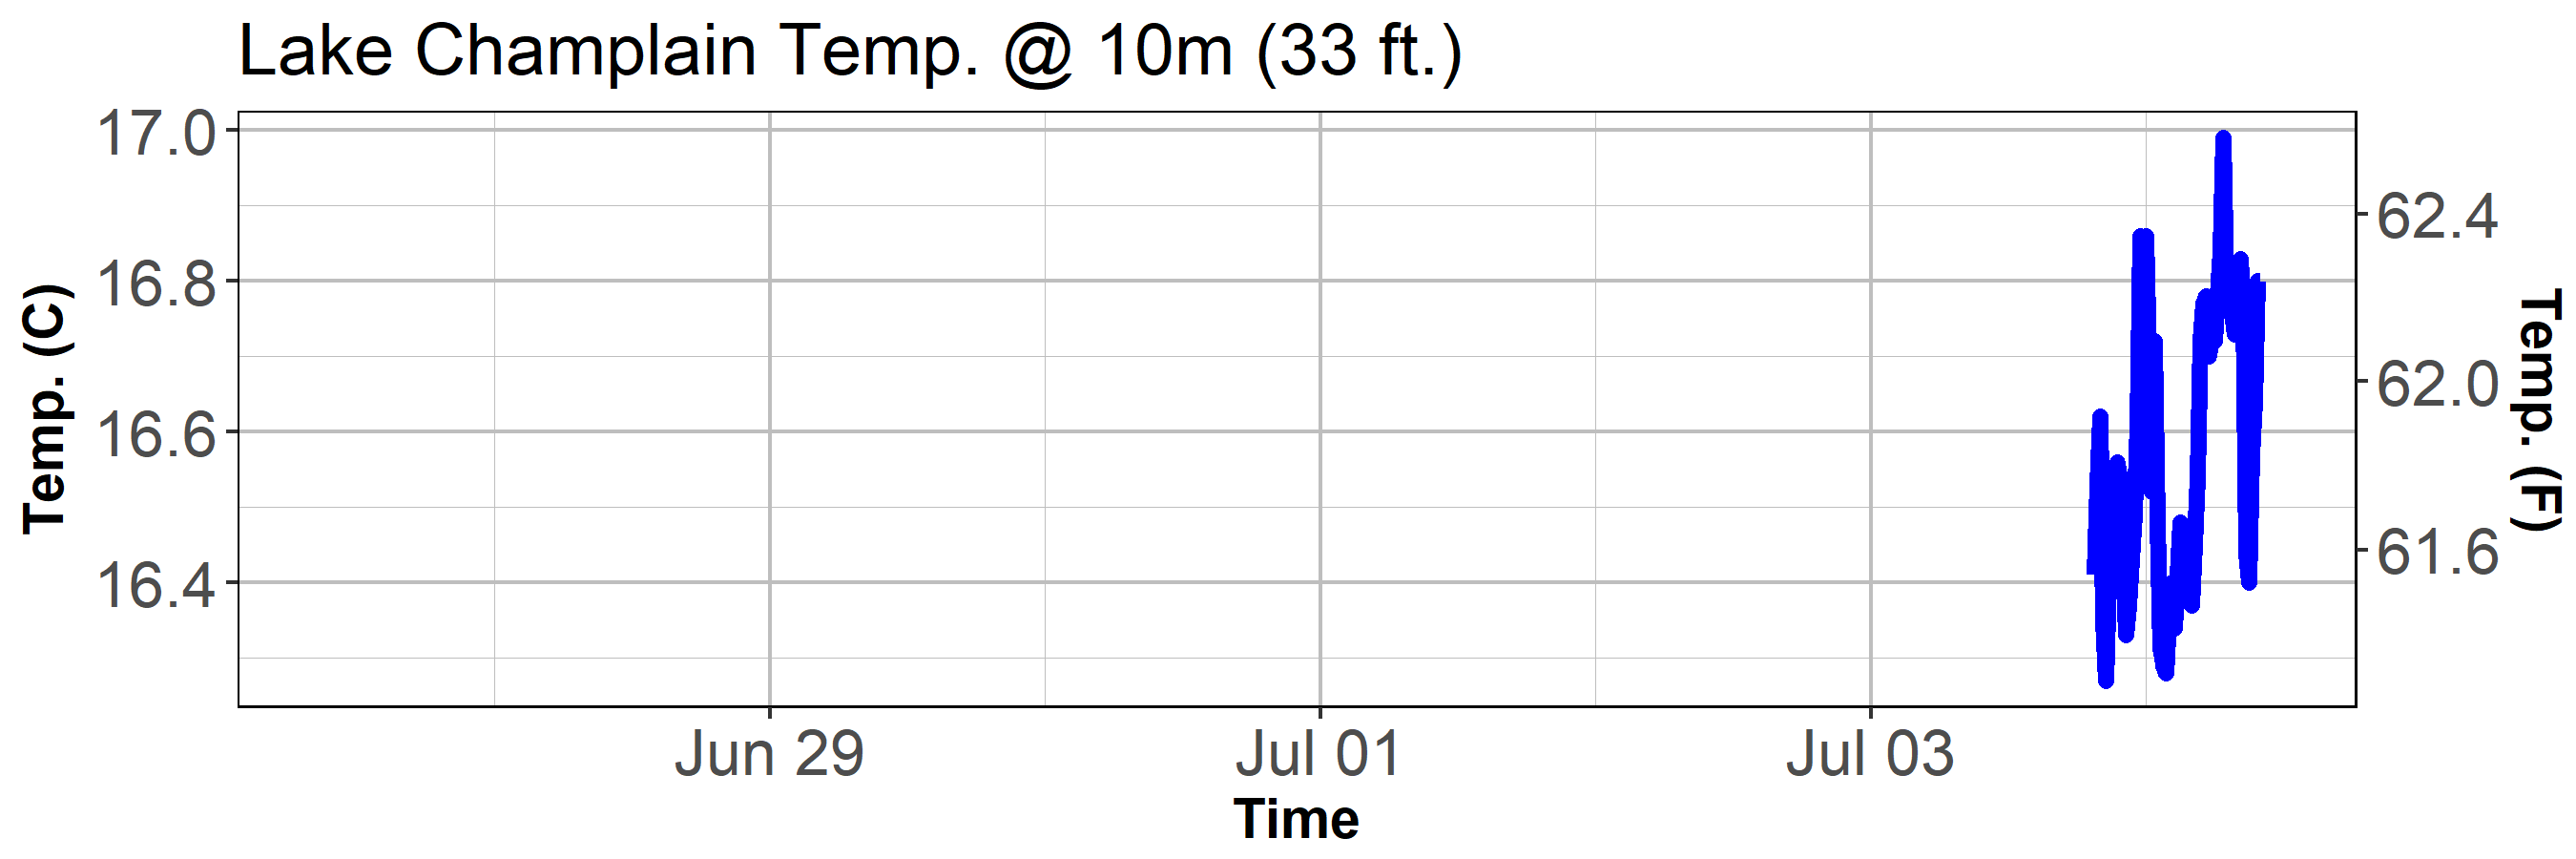 Lake Champlain Temp. @ 10m (33 ft.)
17.0
16.8
16.6
16.4
Temp. (C)
62.4
62.0
61.6
Temp. (F)
Jun 29
Jul 01
Jul 03
Time